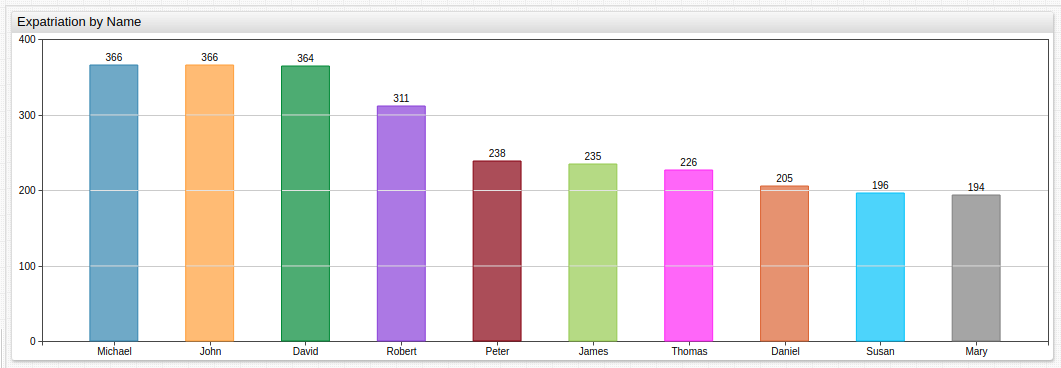 Expatriation by Name
400
366 366 364
311
300
238 235 226
205
200
196 194
100
0
Michael John David Robert Peter James Thomas Daniel Susan Mary